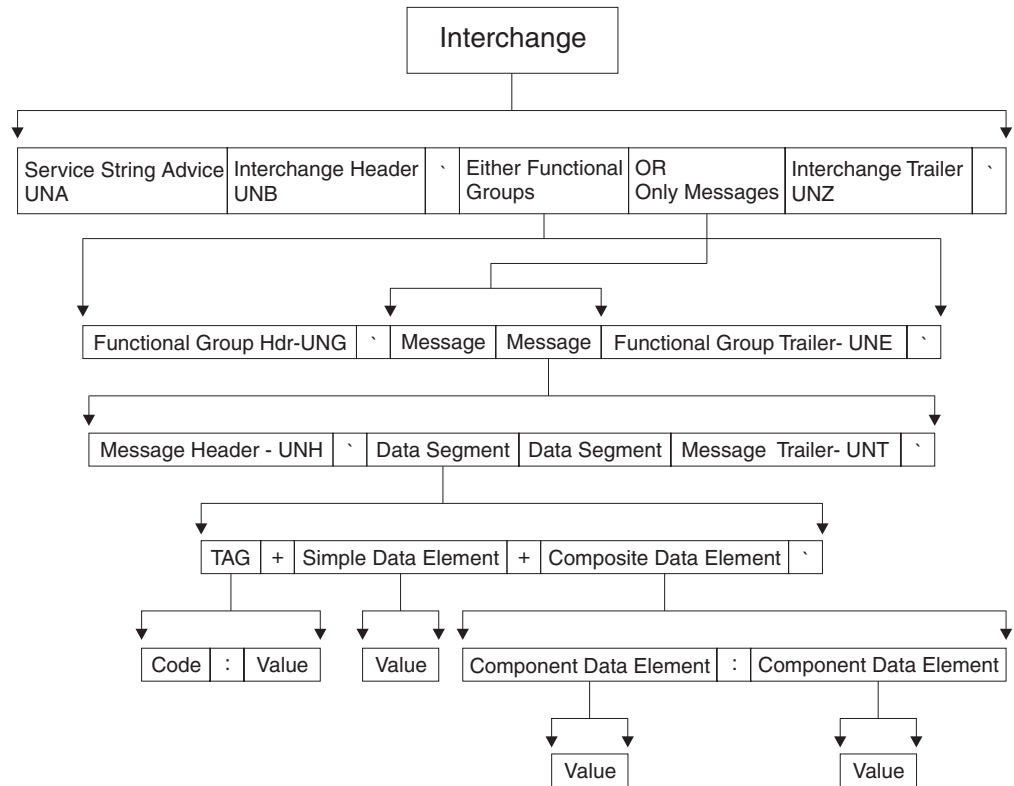 Interchange
Service String Advice UNA | Interchange Header UNB | ` | Either Functional Groups | OR Only Messages | Interchange Trailer UNZ | `
Functional Group Hdr-UNG | ` | Message | Message | Functional Group Trailer- UNE | `
Message Header - UNH | ` | Data Segment | Data Segment | Message Trailer- UNT | `
TAG | + | Simple Data Element | + | Composite Data Element | `
Code | : | Value | Value | Component Data Element | : | Component Data Element
Value | Value